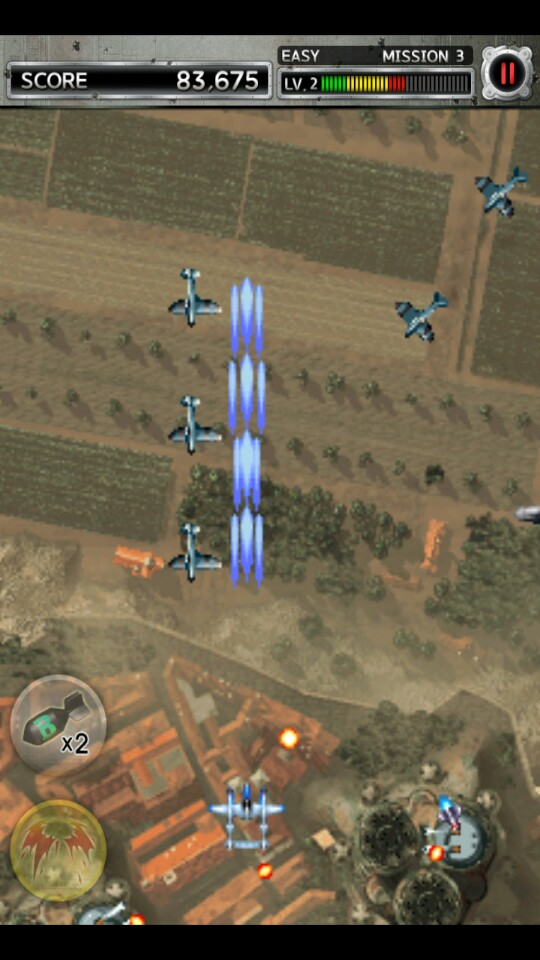 EASY MISSION 3
SCORE 83,675
LV. 2
B
x2